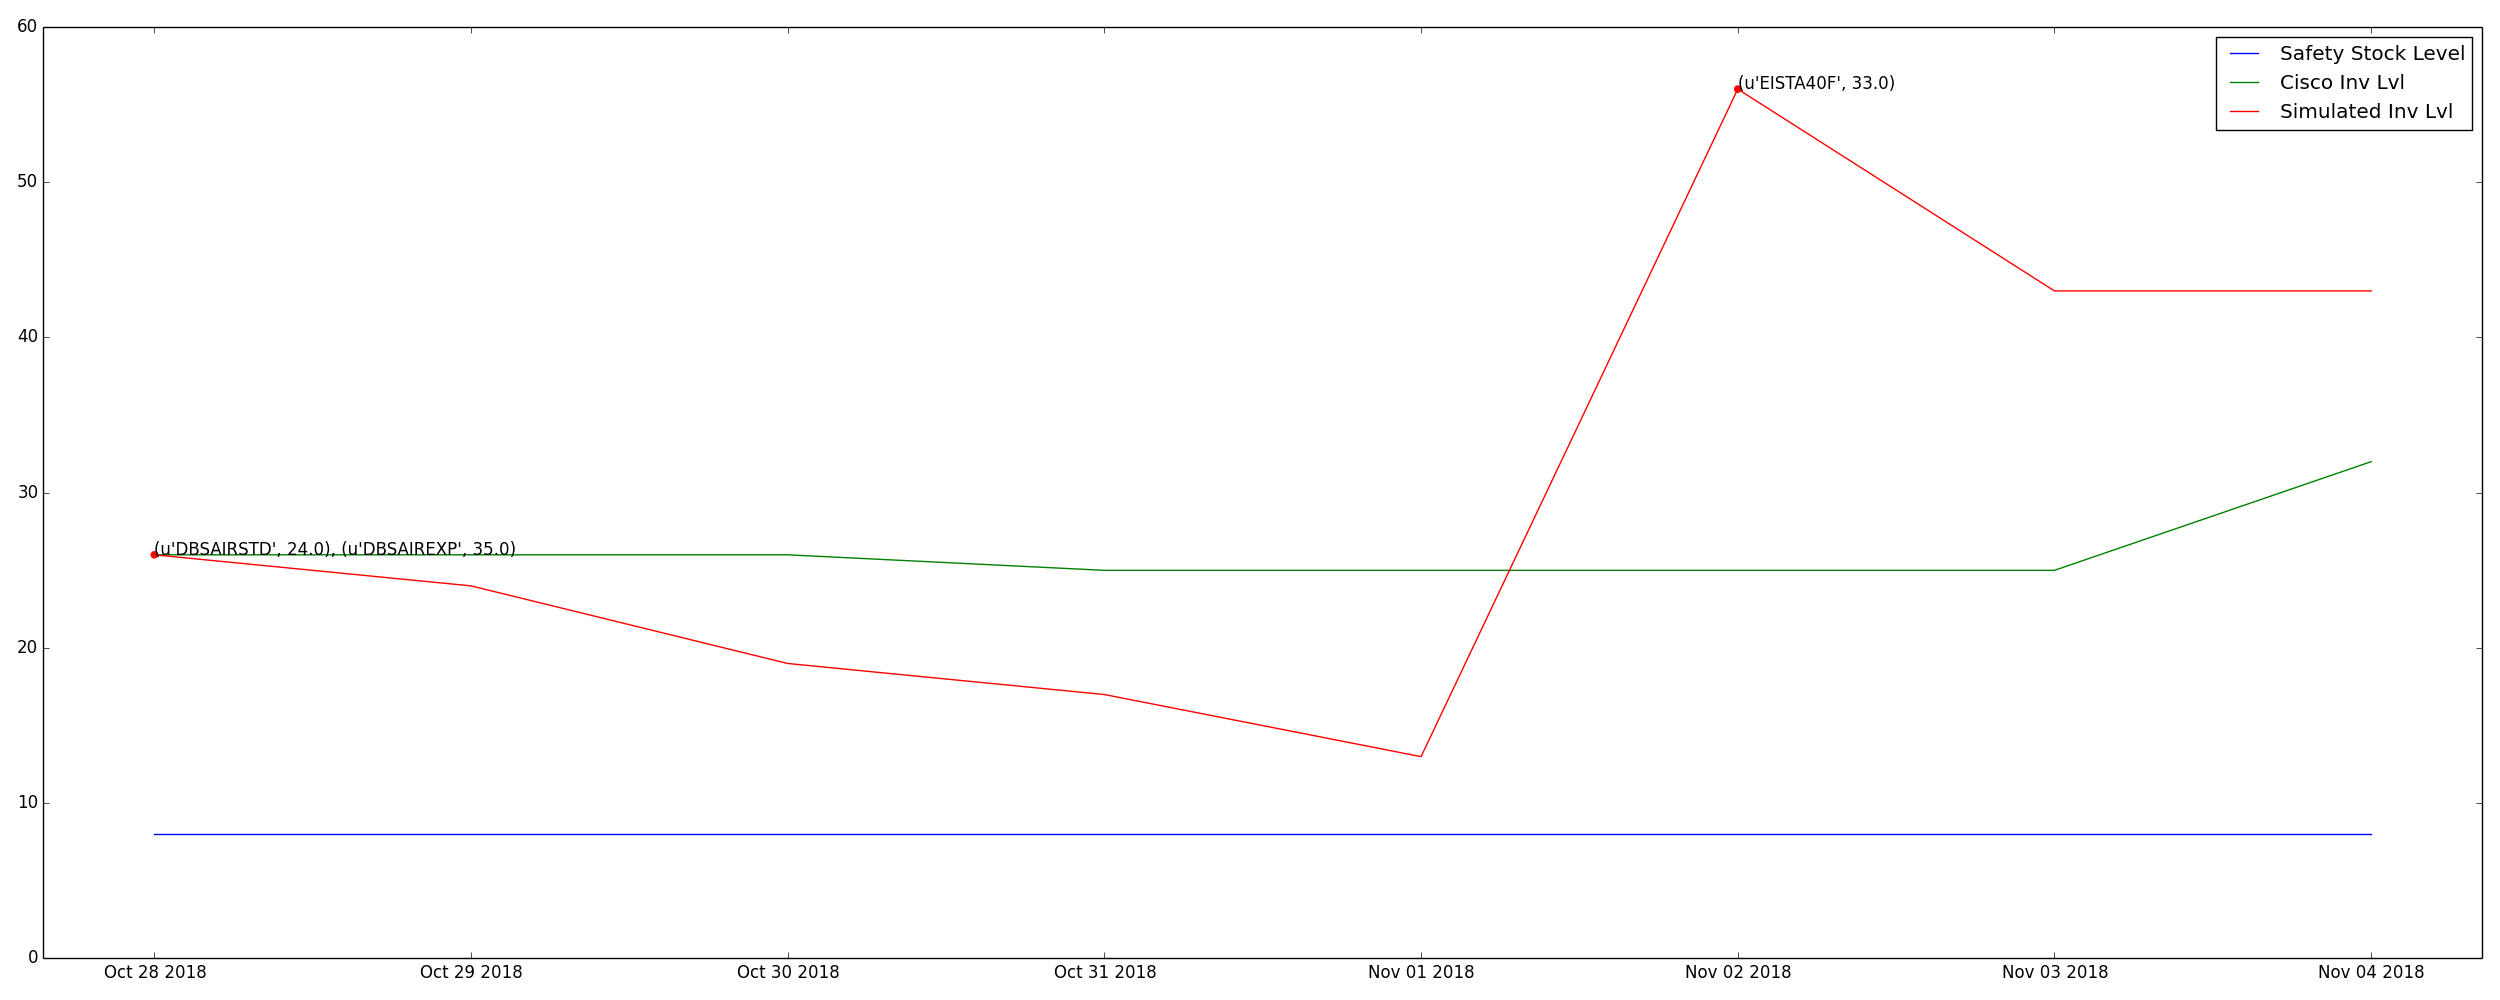 60
50
40
30
20
10
0
Safety Stock Level
Cisco Inv Lvl
Simulated Inv Lvl
(u'EISTA40F', 33.0)
(u'DBSAIRSTD', 24.0), (u'DBSAIREXP', 35.0)
Oct 28 2018
Oct 29 2018
Oct 30 2018
Oct 31 2018
Nov 01 2018
Nov 02 2018
Nov 03 2018
Nov 04 2018